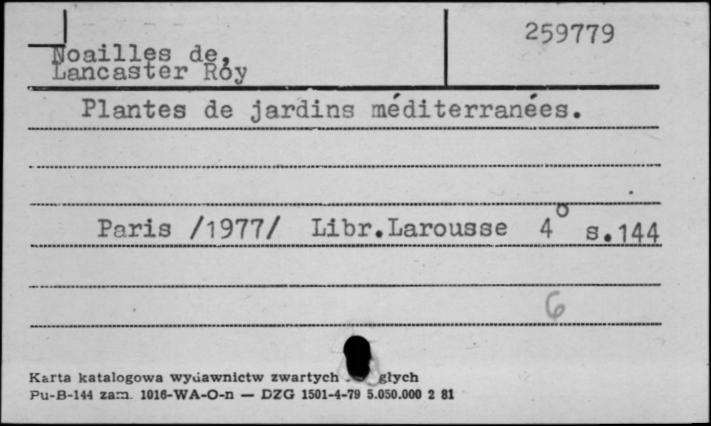 259779
Noailles de,
Lancaster Roy
Plantes de jardins méditerranées.
Paris /1977/ Libr.Larousse 4° s.144
6
Karta katalogowa wydawnictw zwartych
Pu-B-144 zam. 1016-WA-O-n — DZG 1501-4-79 5.050.000 2 81